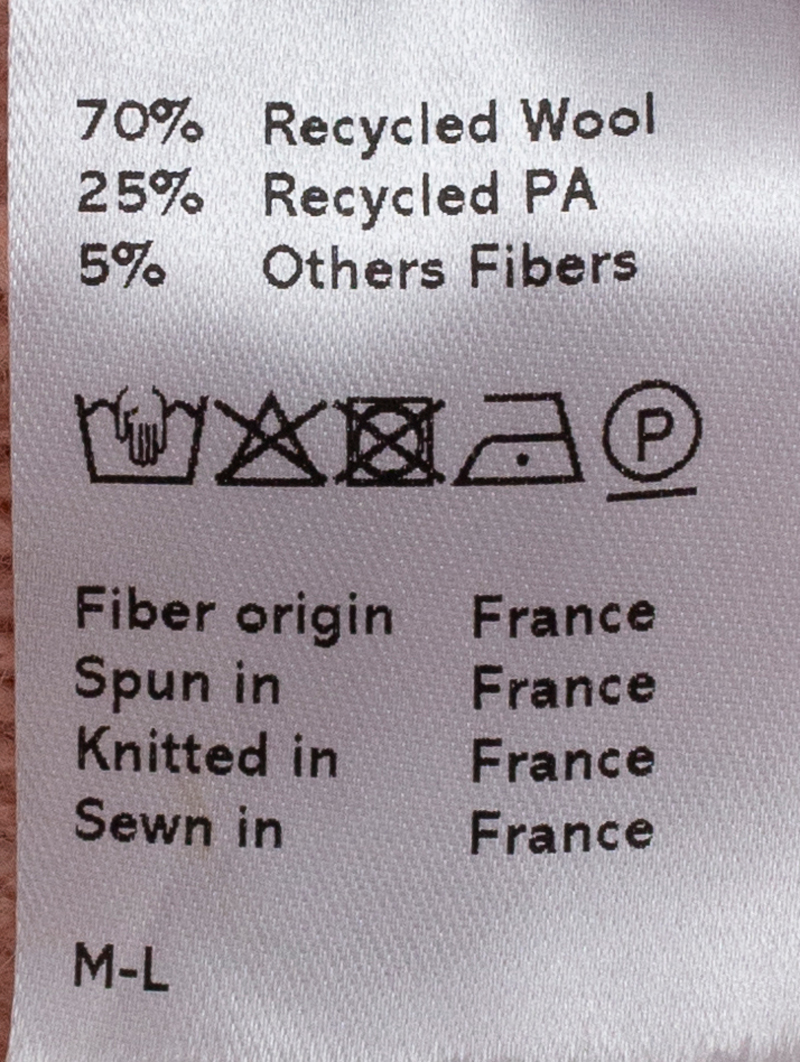 70% Recycled Wool
25% Recycled PA
5% Others Fibers
P
Fiber origin France
Spun in France
Knitted in France
Sewn in France
M-L